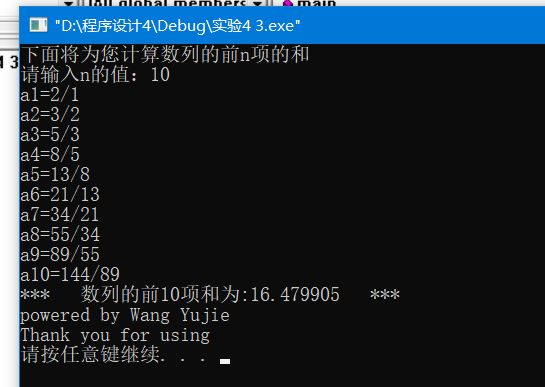 [All global members
main
"D:\程序设计4\Debug\实验4 3.exe"
下面将为您计算数列的前n项的和
请输入n的值：10
a1=2/1
a2=3/2
a3=5/3
a4=8/5
a5=13/8
a6=21/13
a7=34/21
a8=55/34
a9=89/55
a10=144/89
*** 数列的前10项和为:16.479905 ***
powered by Wang Yujie
Thank you for using
请按任意键继续. . .